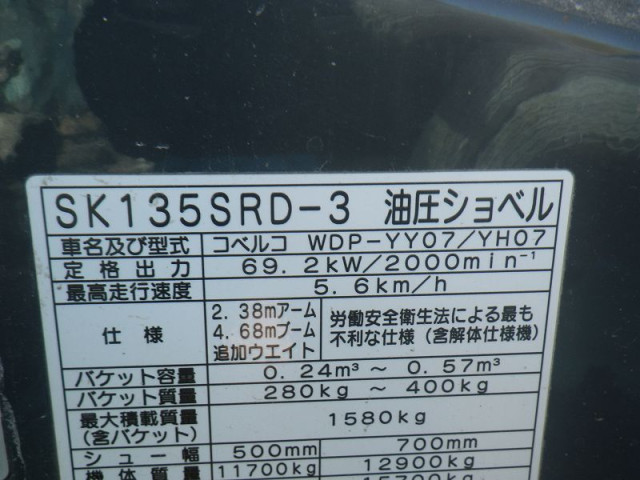 SK135SRD-3 油圧ショベル
車名及び型式 コベルコ WDP-YY07/YH07
定格出力 69.2kW/2000min⁻¹
最高走行速度 5.6km/h
仕様 2.38mアーム 4.68mブーム 追加ウエイト 労働安全衛生法による最も不利な仕様(含解体仕様機)
バケット容量 0.24m³ ～ 0.57m³
バケット質量 280kg ～ 400kg
最大積載質量(含バケット) 1580kg
シュー幅 500mm 700mm
機体質量 11700kg 12900kg